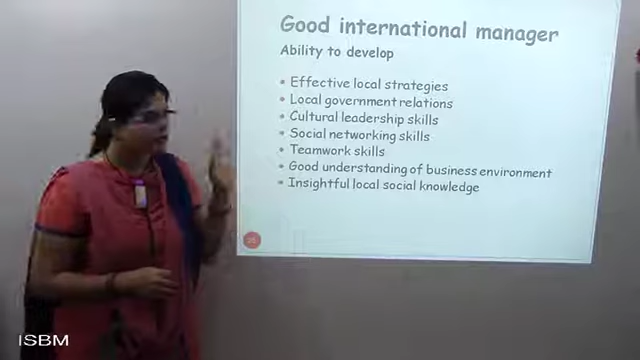 Good international manager
Ability to develop
• Effective local strategies
• Local government relations
• Cultural leadership skills
• Social networking skills
• Teamwork skills
• Good understanding of business environment
• Insightful local social knowledge
ISBM